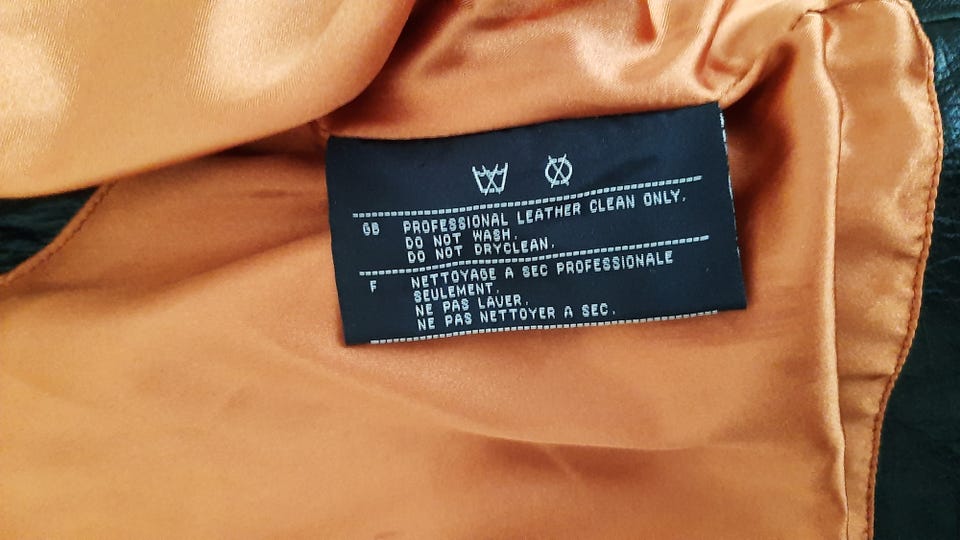 GB PROFESSIONAL LEATHER CLEAN ONLY.
DO NOT WASH.
DO NOT DRYCLEAN.
F NETTOYAGE A SEC PROFESSIONALE
SEULEMENT.
NE PAS LAVER.
NE PAS NETTOYER A SEC.